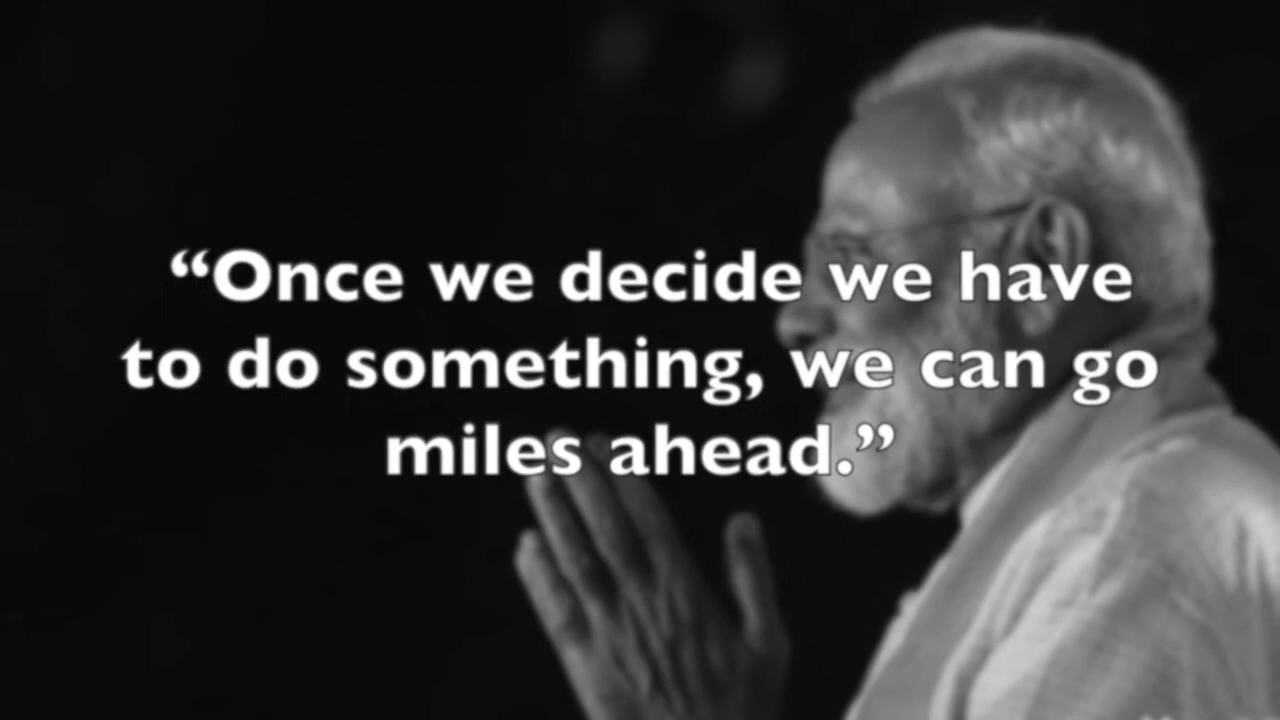 “Once we decide we have
to do something, we can go
miles ahead.”